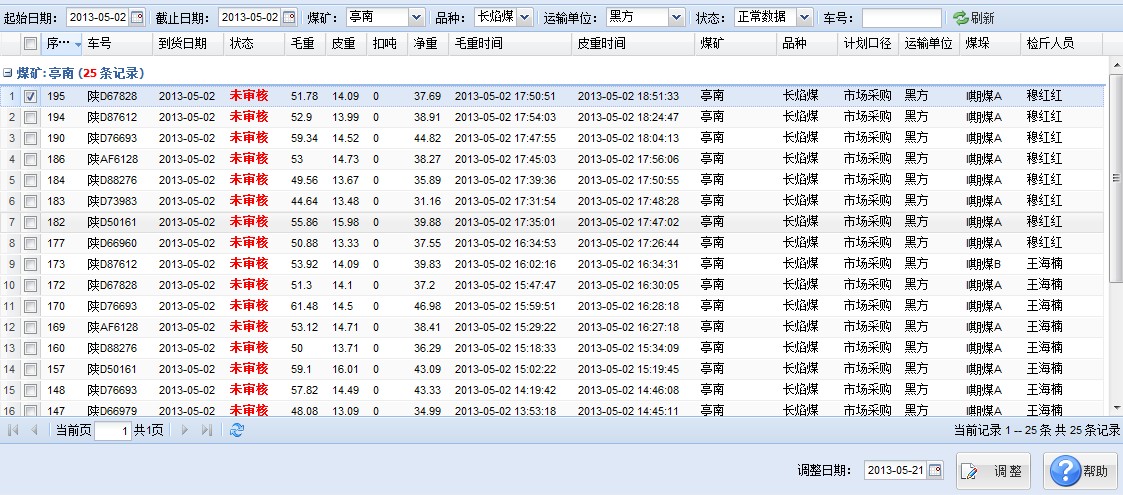 起始日期: 2013-05-02 截止日期: 2013-05-02 煤矿: 亭南 品种: 长焰煤 运输单位: 黑方 状态: 正常数据 车号: 刷新
序··· 车号 到货日期 状态 毛重 皮重 扣吨 净重 毛重时间 皮重时间 煤矿 品种 计划口径 运输单位 煤垛 检斤人员
煤矿: 亭南 (25 条记录)
1 195 陕D67828 2013-05-02 未审核 51.78 14.09 0 37.69 2013-05-02 17:50:51 2013-05-02 18:51:33 亭南 长焰煤 市场采购 黑方 煤A 穆红红
2 194 陕D87612 2013-05-02 未审核 52.9 13.99 0 38.91 2013-05-02 17:54:03 2013-05-02 18:24:47 亭南 长焰煤 市场采购 黑方 煤A 穆红红
3 190 陕D76693 2013-05-02 未审核 59.34 14.52 0 44.82 2013-05-02 17:47:55 2013-05-02 18:04:13 亭南 长焰煤 市场采购 黑方 煤A 穆红红
4 186 陕AF6128 2013-05-02 未审核 53 14.73 0 38.27 2013-05-02 17:45:03 2013-05-02 17:56:06 亭南 长焰煤 市场采购 黑方 煤A 穆红红
5 184 陕D88276 2013-05-02 未审核 49.56 13.67 0 35.89 2013-05-02 17:39:36 2013-05-02 17:50:55 亭南 长焰煤 市场采购 黑方 煤A 穆红红
6 183 陕D73983 2013-05-02 未审核 44.64 13.48 0 31.16 2013-05-02 17:31:54 2013-05-02 17:48:28 亭南 长焰煤 市场采购 黑方 煤A 穆红红
7 182 陕D50161 2013-05-02 未审核 55.86 15.98 0 39.88 2013-05-02 17:35:01 2013-05-02 17:47:02 亭南 长焰煤 市场采购 黑方 煤A 穆红红
8 177 陕D66960 2013-05-02 未审核 50.88 13.33 0 37.55 2013-05-02 16:34:53 2013-05-02 17:26:44 亭南 长焰煤 市场采购 黑方 煤A 穆红红
9 173 陕D87612 2013-05-02 未审核 53.92 14.09 0 39.83 2013-05-02 16:02:16 2013-05-02 16:34:31 亭南 长焰煤 市场采购 黑方 煤B 王海楠
10 172 陕D67828 2013-05-02 未审核 51.3 14.1 0 37.2 2013-05-02 15:47:47 2013-05-02 16:30:05 亭南 长焰煤 市场采购 黑方 煤A 王海楠
11 170 陕D76693 2013-05-02 未审核 61.48 14.5 0 46.98 2013-05-02 15:59:51 2013-05-02 16:28:18 亭南 长焰煤 市场采购 黑方 煤A 王海楠
12 169 陕AF6128 2013-05-02 未审核 53.12 14.71 0 38.41 2013-05-02 15:29:22 2013-05-02 16:27:18 亭南 长焰煤 市场采购 黑方 煤A 王海楠
13 160 陕D88276 2013-05-02 未审核 50 13.71 0 36.29 2013-05-02 15:18:33 2013-05-02 15:34:09 亭南 长焰煤 市场采购 黑方 煤A 王海楠
14 157 陕D50161 2013-05-02 未审核 59.1 16.01 0 43.09 2013-05-02 15:02:22 2013-05-02 15:19:45 亭南 长焰煤 市场采购 黑方 煤A 王海楠
15 148 陕D76693 2013-05-02 未审核 57.82 14.49 0 43.33 2013-05-02 14:19:42 2013-05-02 14:46:08 亭南 长焰煤 市场采购 黑方 煤A 王海楠
16 147 陕D66979 2013-05-02 未审核 48.08 13.09 0 34.99 2013-05-02 13:53:18 2013-05-02 14:45:11 亭南 长焰煤 市场采购 黑方 煤A 王海楠
当前页 1 共1页 当前记录 1 -- 25 条 共 25 条记录
调整日期: 2013-05-21 调 整 帮助